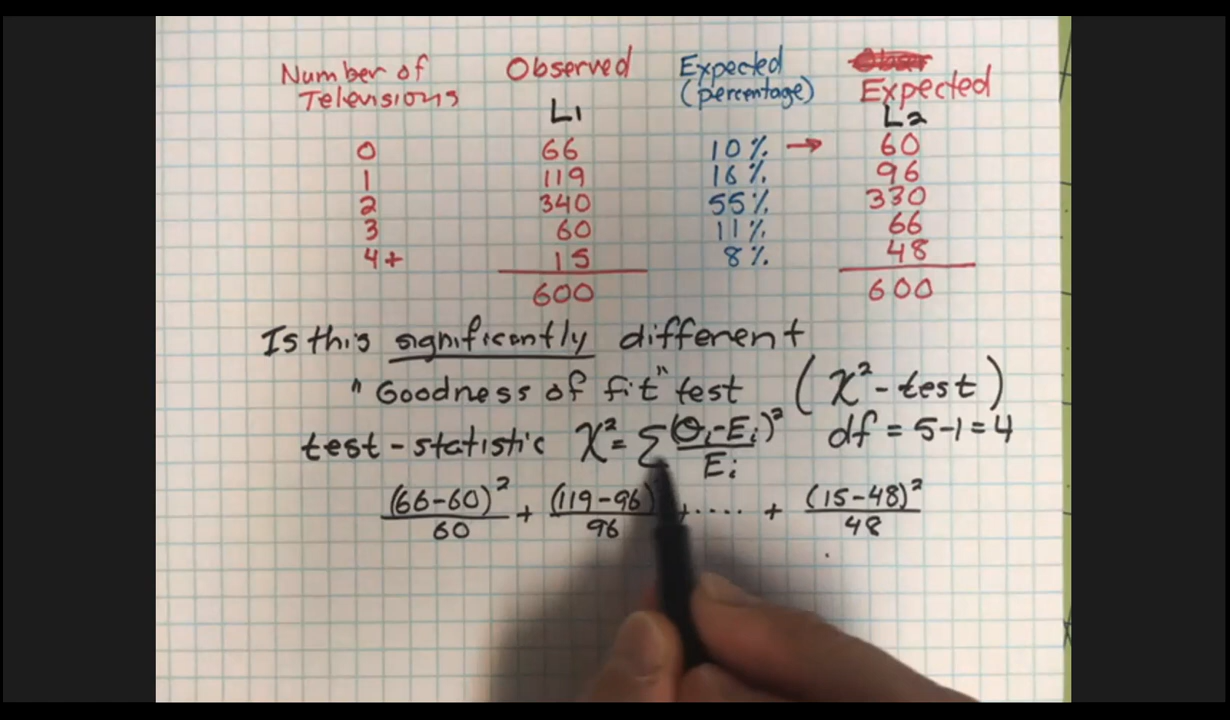 Number of Televisions Observed Expected (percentage) Expected
L1 L2
0 66 10% → 60
1 119 16% 96
2 340 55% 330
3 60 11% 66
4+ 15 8% 48
600 600
Is this significantly different
"Goodness of fit" test (χ²-test)
test-statistic χ²=Σ(Oi-Ei)²/Ei df=5-1=4
(66-60)²/60 + (119-96)/96 +.... + (15-48)²/48